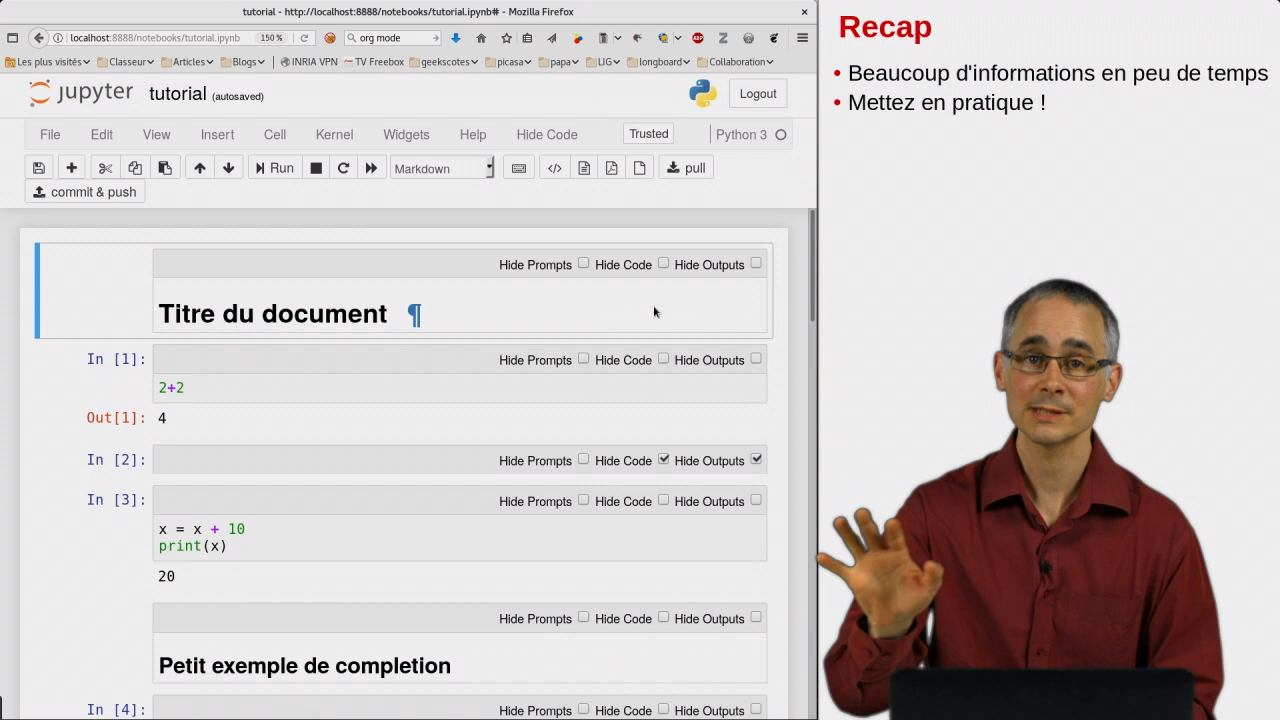 tutorial - http://localhost:8888/notebooks/tutorial.ipynb# - Mozilla Firefox
localhost:8888/notebooks/tutorial.ipynb 150 % org mode
Les plus visités Classeur Articles Blogs INRIA VPN TV Freebox geekscotes picasa papa LIG longboard Collaboration
jupyter tutorial (autosaved) Logout
File Edit View Insert Cell Kernel Widgets Help Hide Code Trusted Python 3
Run Markdown pull
commit & push
Hide Prompts Hide Code Hide Outputs
Titre du document ¶
In [1]: Hide Prompts Hide Code Hide Outputs
2+2
Out[1]: 4
In [2]: Hide Prompts Hide Code Hide Outputs
In [3]: Hide Prompts Hide Code Hide Outputs
x = x + 10
print(x)
20
Hide Prompts Hide Code Hide Outputs
Petit exemple de completion
In [4]: Hide Prompts Hide Code Hide Outputs
Recap
• Beaucoup d'informations en peu de temps
• Mettez en pratique !